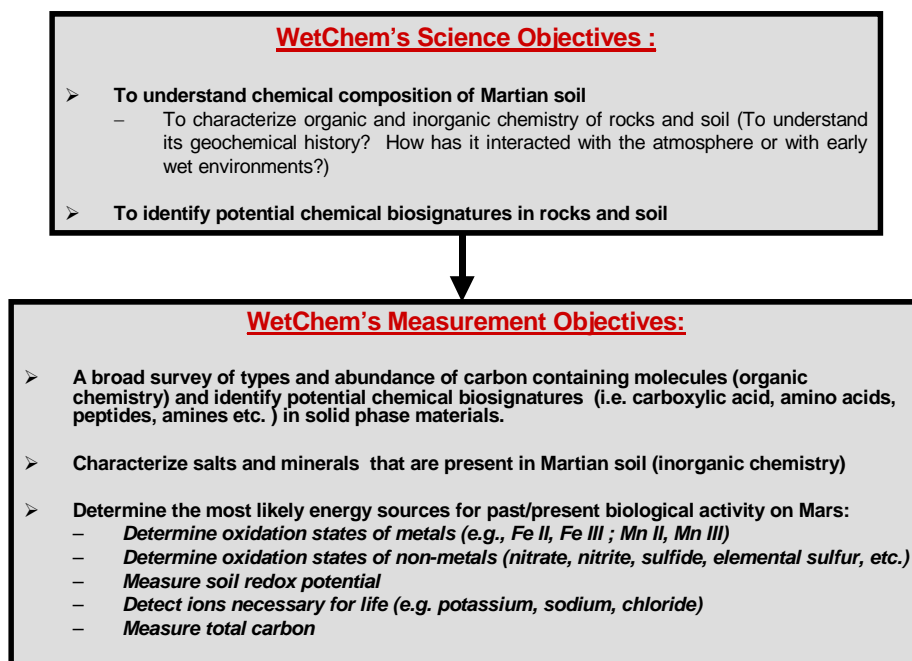 WetChem's Science Objectives :
➢ To understand chemical composition of Martian soil
– To characterize organic and inorganic chemistry of rocks and soil (To understand
its geochemical history? How has it interacted with the atmosphere or with early
wet environments?)
➢ To identify potential chemical biosignatures in rocks and soil
WetChem's Measurement Objectives:
➢ A broad survey of types and abundance of carbon containing molecules (organic
chemistry) and identify potential chemical biosignatures (i.e. carboxylic acid, amino acids,
peptides, amines etc. ) in solid phase materials.
➢ Characterize salts and minerals that are present in Martian soil (inorganic chemistry)
➢ Determine the most likely energy sources for past/present biological activity on Mars:
– Determine oxidation states of metals (e.g., Fe II, Fe III ; Mn II, Mn III)
– Determine oxidation states of non-metals (nitrate, nitrite, sulfide, elemental sulfur, etc.)
– Measure soil redox potential
– Detect ions necessary for life (e.g. potassium, sodium, chloride)
– Measure total carbon